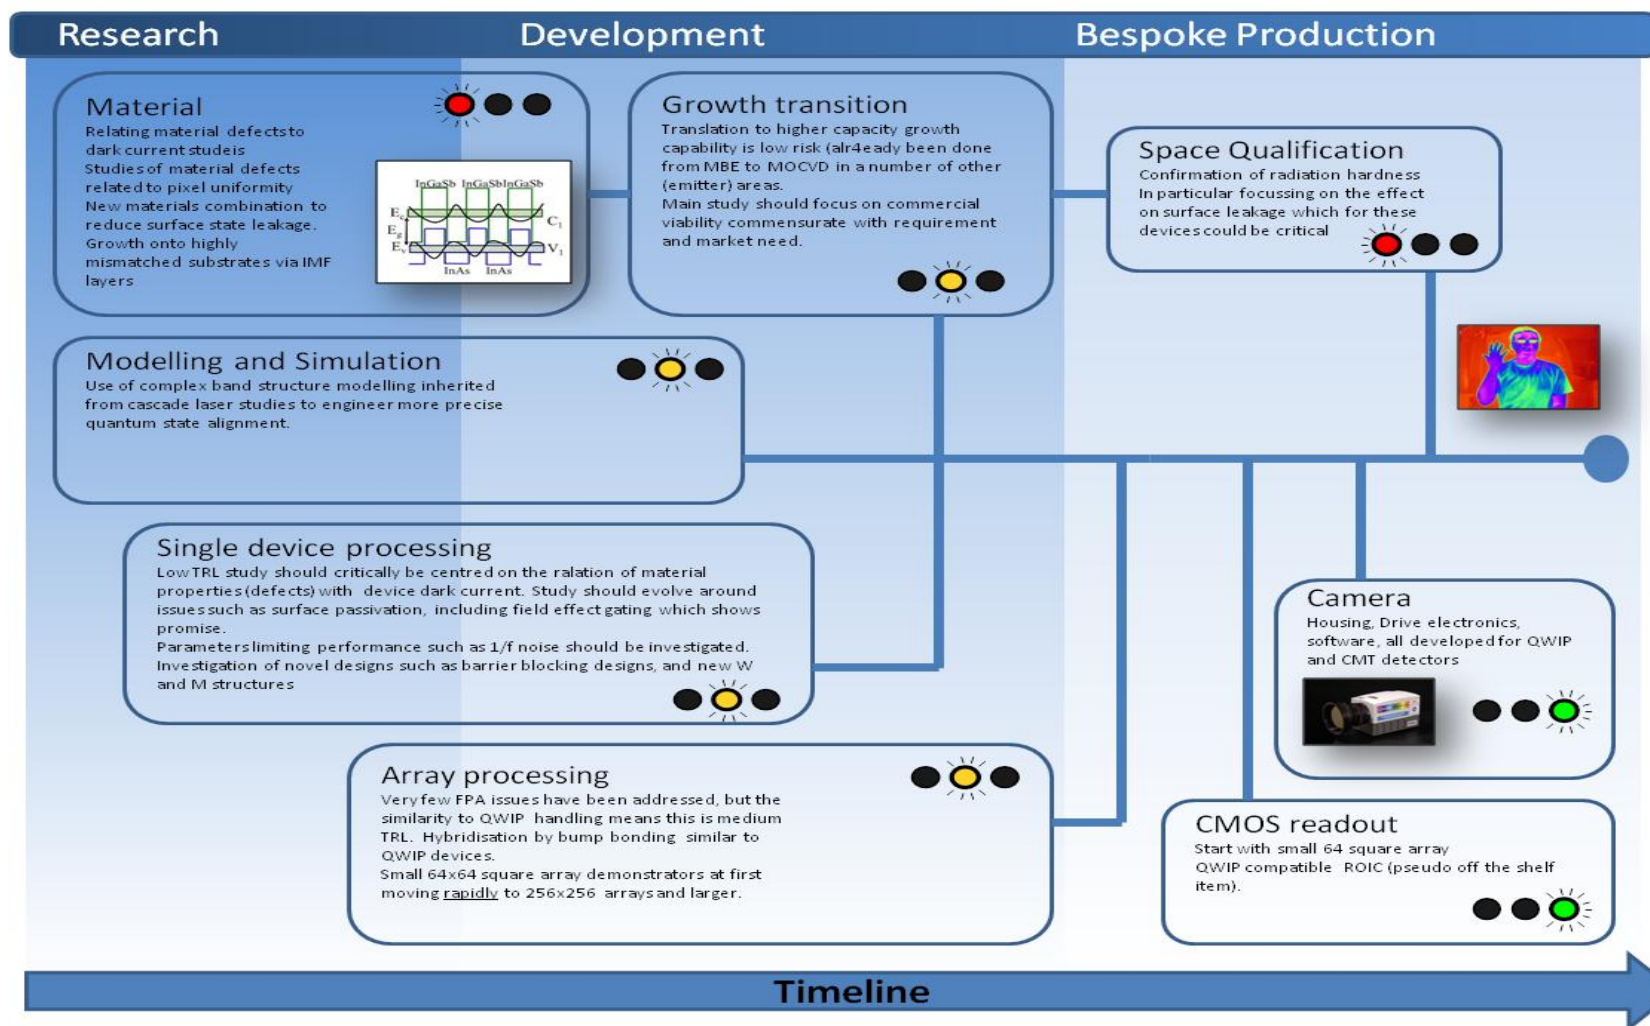 Research
Development
Bespoke Production
Material
Relating material defects to
dark current studeis
Studies of material defects
related to pixel uniformity
New materials combination to
reduce surface state leakage.
Growth onto highly
mismatched substrates via IMF
layers
InGaSb InGaSb InGaSb
Ec
Eg
Ev
C1
V1
InAs InAs
Growth transition
Translation to higher capacity growth
capability is low risk (alr4eady been done
from MBE to MOCVD in a number of other
(emitter) areas.
Main study should focus on commercial
viability commensurate with requirement
and market need.
Space Qualification
Confirmation of radiation hardness
In particular focussing on the effect
on surface leakage which for these
devices could be critical
Modelling and Simulation
Use of complex band structure modelling inherited
from cascade laser studies to engineer more precise
quantum state alignment.
Single device processing
Low TRL study should critically be centred on the ralation of material
properties (defects) with device dark current. Study should evolve around
issues such as surface passivation, including field effect gating which shows
promise.
Parameters limiting performance such as 1/f noise should be investigated.
Investigation of novel designs such as barrier blocking designs, and new W
and M structures
Camera
Housing, Drive electronics,
software, all developed for QWIP
and CMT detectors
Array processing
Very few FPA issues have been addressed, but the
similarity to QWIP handling means this is medium
TRL. Hybridisation by bump bonding similar to
QWIP devices.
Small 64x64 square array demonstrators at first
moving rapidly to 256x256 arrays and larger.
CMOS readout
Start with small 64 square array
QWIP compatible ROIC (pseudo off the shelf
item).
Timeline